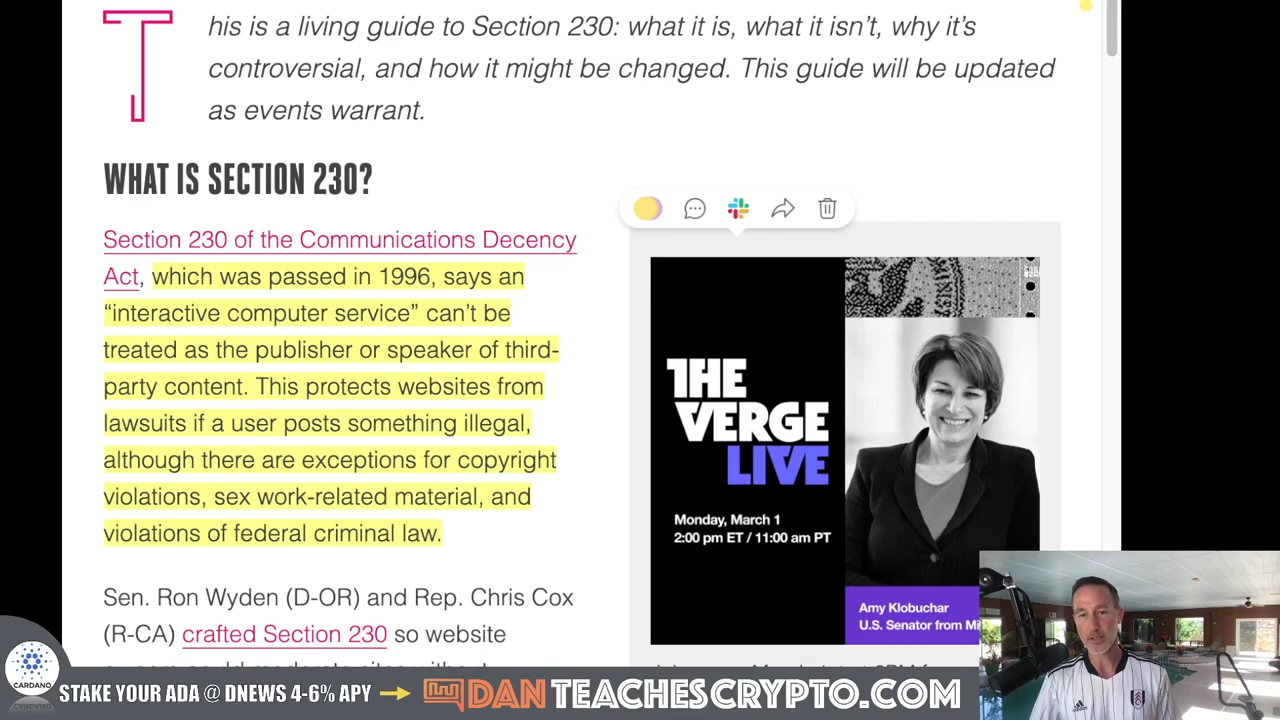 This is a living guide to Section 230: what it is, what it isn't, why it's
controversial, and how it might be changed. This guide will be updated
as events warrant.
WHAT IS SECTION 230?
Section 230 of the Communications Decency
Act, which was passed in 1996, says an
“interactive computer service” can’t be
treated as the publisher or speaker of third-
party content. This protects websites from
lawsuits if a user posts something illegal,
although there are exceptions for copyright
violations, sex work-related material, and
violations of federal criminal law.
Sen. Ron Wyden (D-OR) and Rep. Chris Cox
(R-CA) crafted Section 230 so website
THE
VERGE
LIVE
Monday, March 1
2:00 pm ET / 11:00 am PT
Amy Klobuchar
U.S. Senator from Mi
CARDANO
STAKE YOUR ADA @ DNEWS 4-6% APY
DANTEACHESCRYPTO.COM
adidas